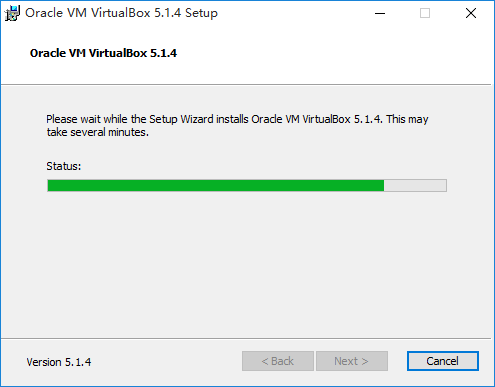 Oracle VM VirtualBox 5.1.4 Setup
Oracle VM VirtualBox 5.1.4
Please wait while the Setup Wizard installs Oracle VM VirtualBox 5.1.4. This may
take several minutes.
Status:
Version 5.1.4
< Back
Next >
Cancel